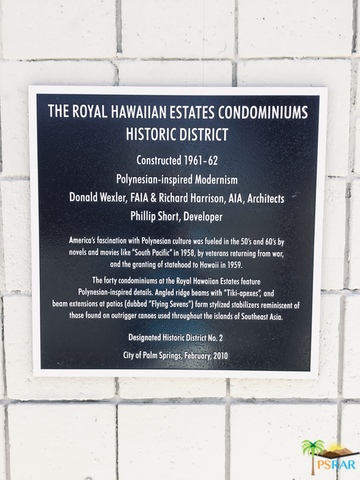 THE ROYAL HAWAIIAN ESTATES CONDOMINIUMS
HISTORIC DISTRICT
Constructed 1961-62
Polynesian-inspired Modernism
Donald Wexler, FAIA & Richard Harrison, AIA, Architects
Phillip Short, Developer
America's fascination with Polynesian culture was fueled in the 50's and 60's by
novels and movies like "South Pacific" in 1958, by veterans returning from war,
and the granting of statehood to Hawaii in 1959.
The forty condominiums at the Royal Hawaiian Estates feature
Polynesian-inspired details. Angled ridge beams with "Tiki-apexes", and
beam extensions at patios (dubbed "Flying Sevens") form stylized stabilizers reminiscent of
those found on outrigger canoes used throughout the islands of Southeast Asia.
Designated Historic District No. 2
City of Palm Springs, February, 2010
PSRAR